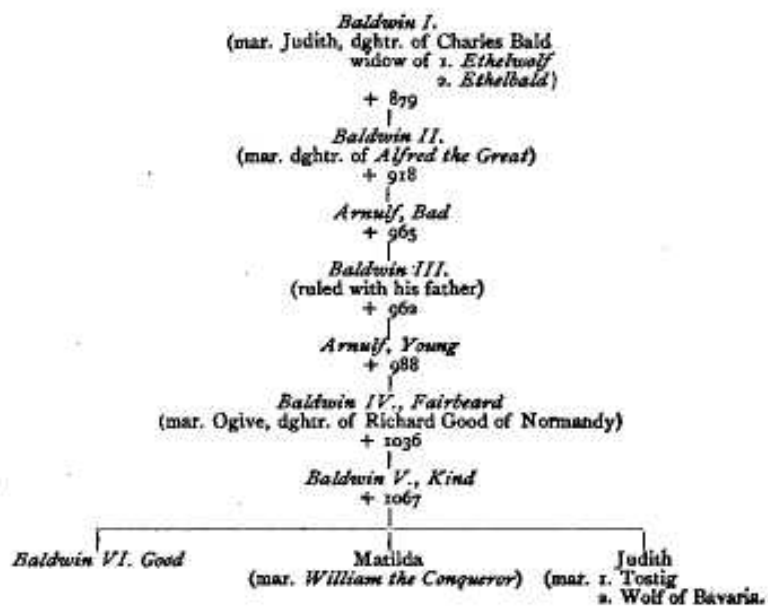 Baldwin I.
(mar. Judith, dghtr. of Charles Bald
widow of 1. Ethelwolf
2. Ethelbald)
+ 879
Baldwin II.
(mar. dghtr. of Alfred the Great)
+ 918
Arnulf, Bad
+ 965
Baldwin III.
(ruled with his father)
+ 962
Arnulf, Young
+ 988
Baldwin IV., Fairbeard
(mar. Ogive, dghtr. of Richard Good of Normandy)
+ 1036
Baldwin V., Kind
+ 1067
Baldwin VI. Good Matilda Judith
(mar. William the Conqueror) (mar. 1. Tostig
2. Wolf of Bavaria.